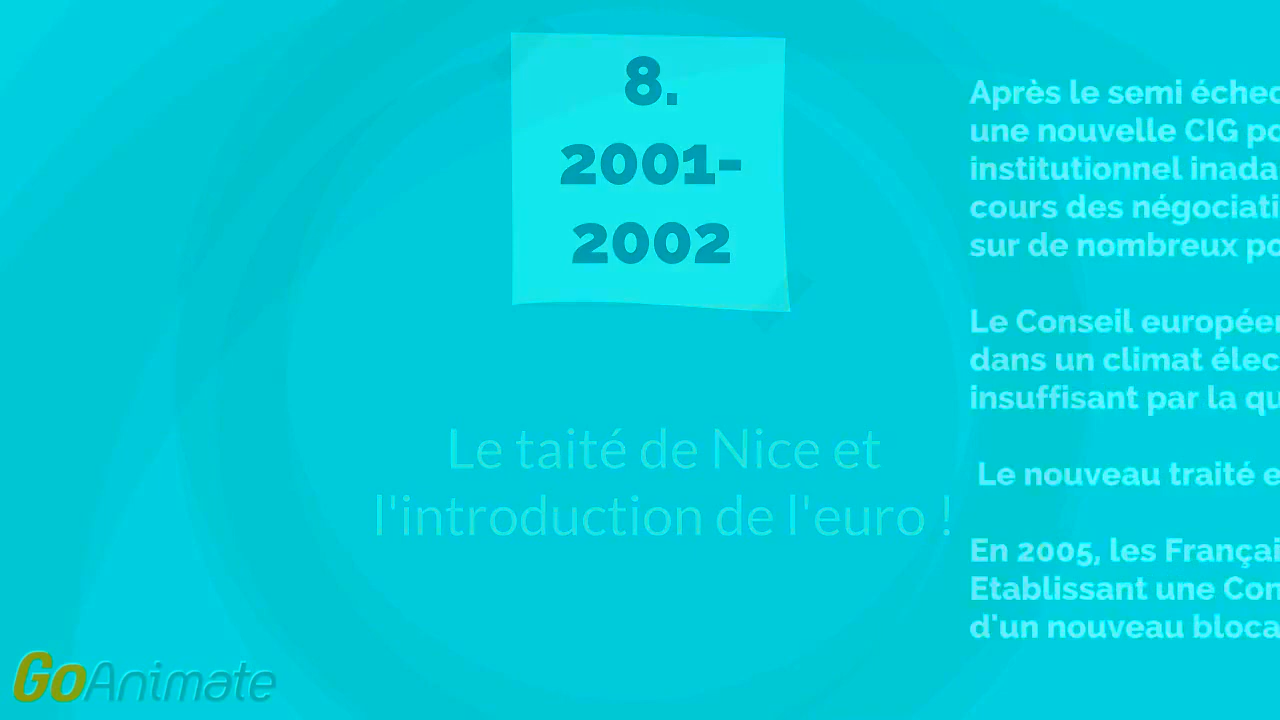 8.
2001-
2002
Le taité de Nice et
l'introduction de l'euro !
Après le semi échec
une nouvelle CIG
institutionnel
cours des
sur de nombreux
Le Conseil
dans un climat
insuffisant par la
Le nouveau traité
En 2005, les
Etablissant une
d'un nouveau
GoAnimate